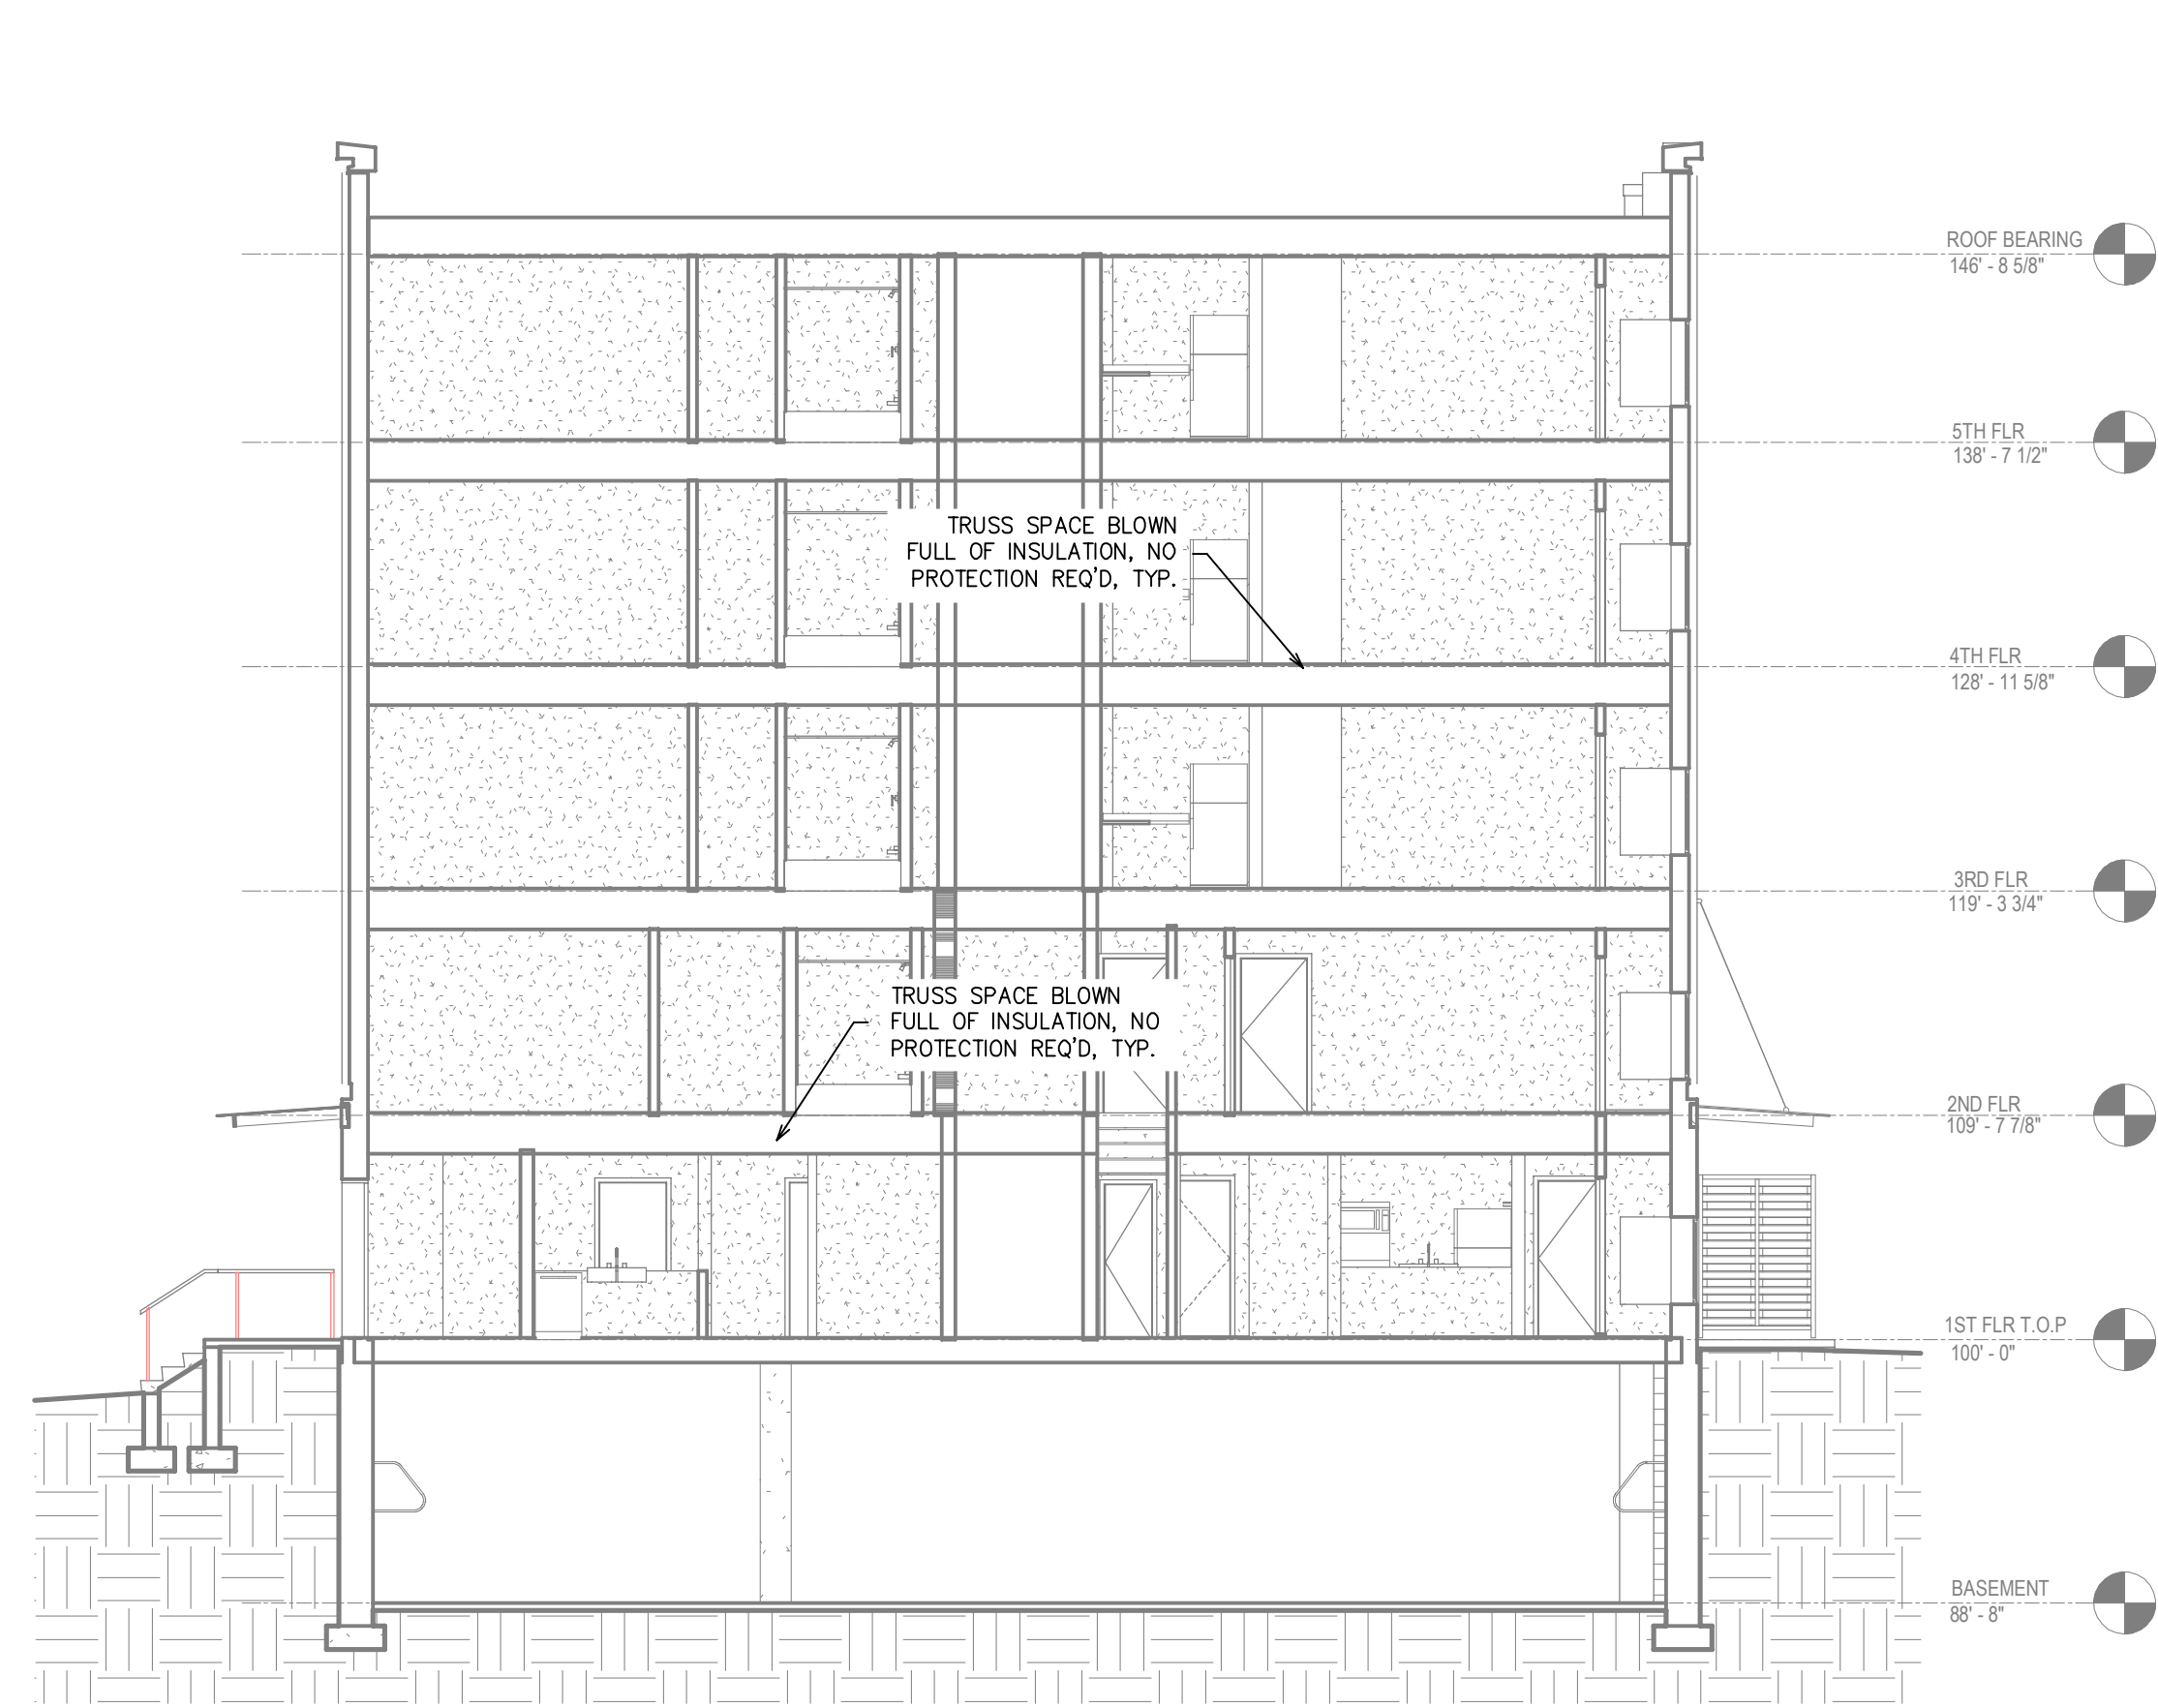 ROOF BEARING
146' - 8 5/8"
5TH FLR
138' - 7 1/2"
TRUSS SPACE BLOWN
FULL OF INSULATION, NO
PROTECTION REQ'D, TYP.
4TH FLR
128' - 11 5/8"
3RD FLR
119' - 3 3/4"
TRUSS SPACE BLOWN
FULL OF INSULATION, NO
PROTECTION REQ'D, TYP.
2ND FLR
109' - 7 7/8"
1ST FLR T.O.P
100' - 0"
BASEMENT
88' - 8"